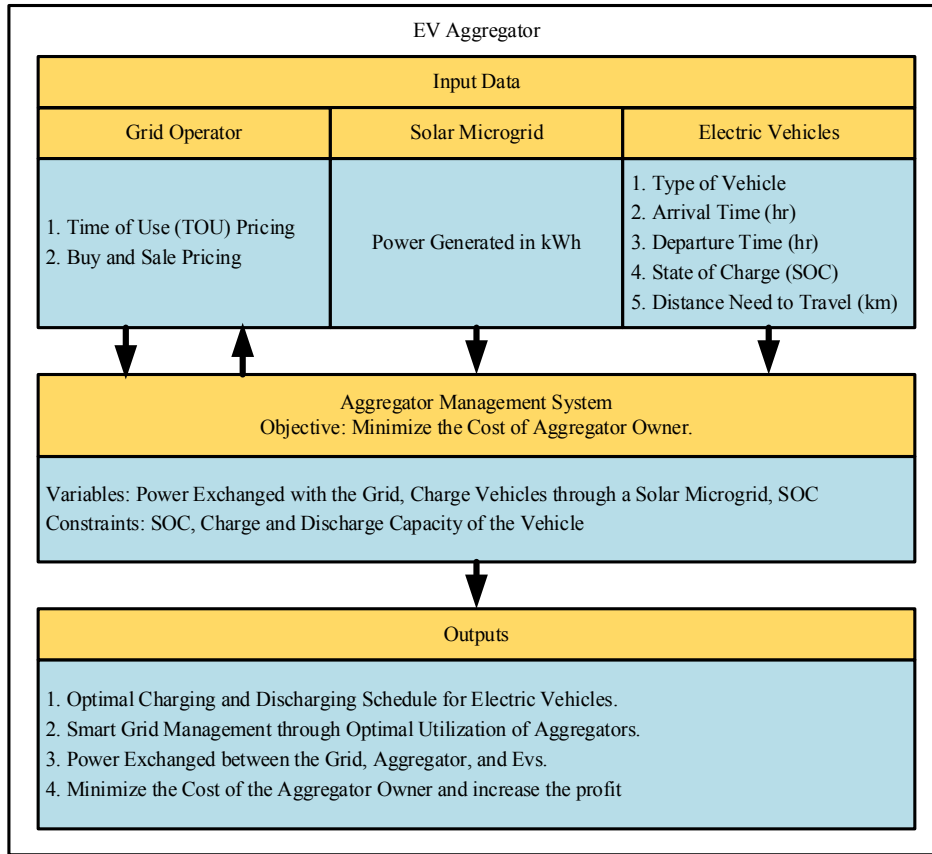 EV Aggregator
Input Data
Grid Operator
Solar Microgrid
Electric Vehicles
1. Time of Use (TOU) Pricing
2. Buy and Sale Pricing
Power Generated in kWh
1. Type of Vehicle
2. Arrival Time (hr)
3. Departure Time (hr)
4. State of Charge (SOC)
5. Distance Need to Travel (km)
Aggregator Management System
Objective: Minimize the Cost of Aggregator Owner.
Variables: Power Exchanged with the Grid, Charge Vehicles through a Solar Microgrid, SOC
Constraints: SOC, Charge and Discharge Capacity of the Vehicle
Outputs
1. Optimal Charging and Discharging Schedule for Electric Vehicles.
2. Smart Grid Management through Optimal Utilization of Aggregators.
3. Power Exchanged between the Grid, Aggregator, and Evs.
4. Minimize the Cost of the Aggregator Owner and increase the profit